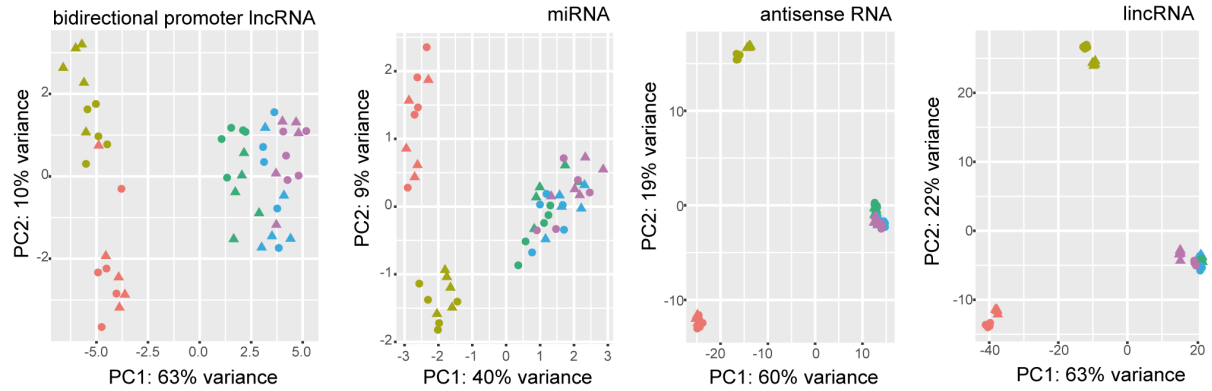 bidirectional promoter lncRNA
PC2: 10% variance
2
0
-2
-5.0
-2.5
0.0
2.5
5.0
PC1: 63% variance
miRNA
PC2: 9% variance
2
1
0
-1
-2
-3
-2
-1
0
1
2
3
PC1: 40% variance
antisense RNA
PC2: 19% variance
10
0
-10
-20
-10
0
10
PC1: 60% variance
lincRNA
PC2: 22% variance
20
10
0
-10
-40
-20
0
20
PC1: 63% variance